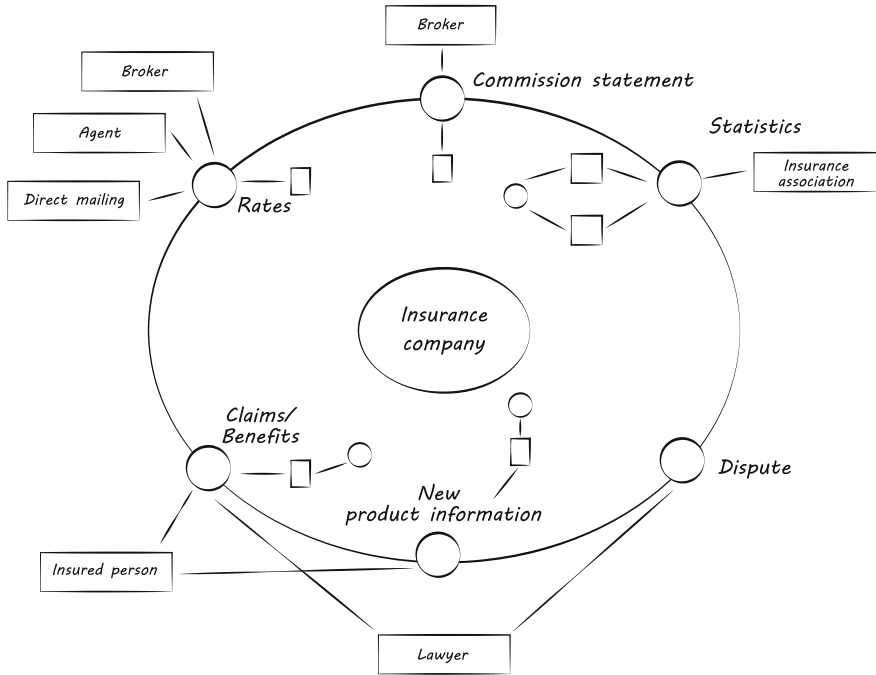 Broker
Broker
Commission statement
Agent
Statistics
Insurance
association
Direct mailing
Rates
Insurance
company
Claims/
Benefits
Dispute
New
product information
Insured person
Lawyer